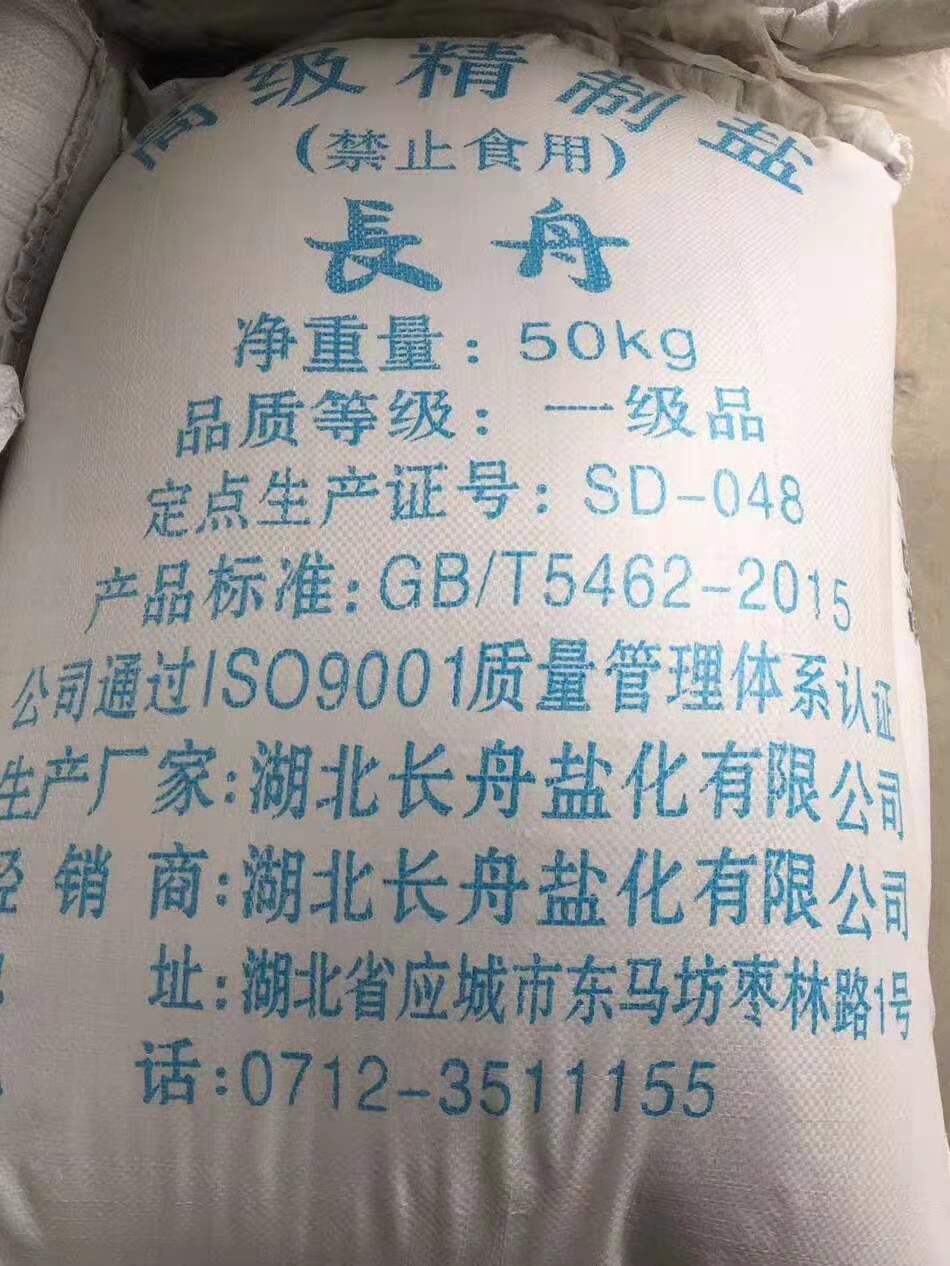 高级精制盐
(禁止食用)
長舟
净重量：50kg
品质等级：一级品
定点生产证号：SD-048
产品标准：GB/T5462-2015
公司通过ISO9001质量管理体系认证
生产厂家：湖北长舟盐化有限公司
经销商：湖北长舟盐化有限公司
址：湖北省应城市东马坊枣林路1号
话：0712-3511155